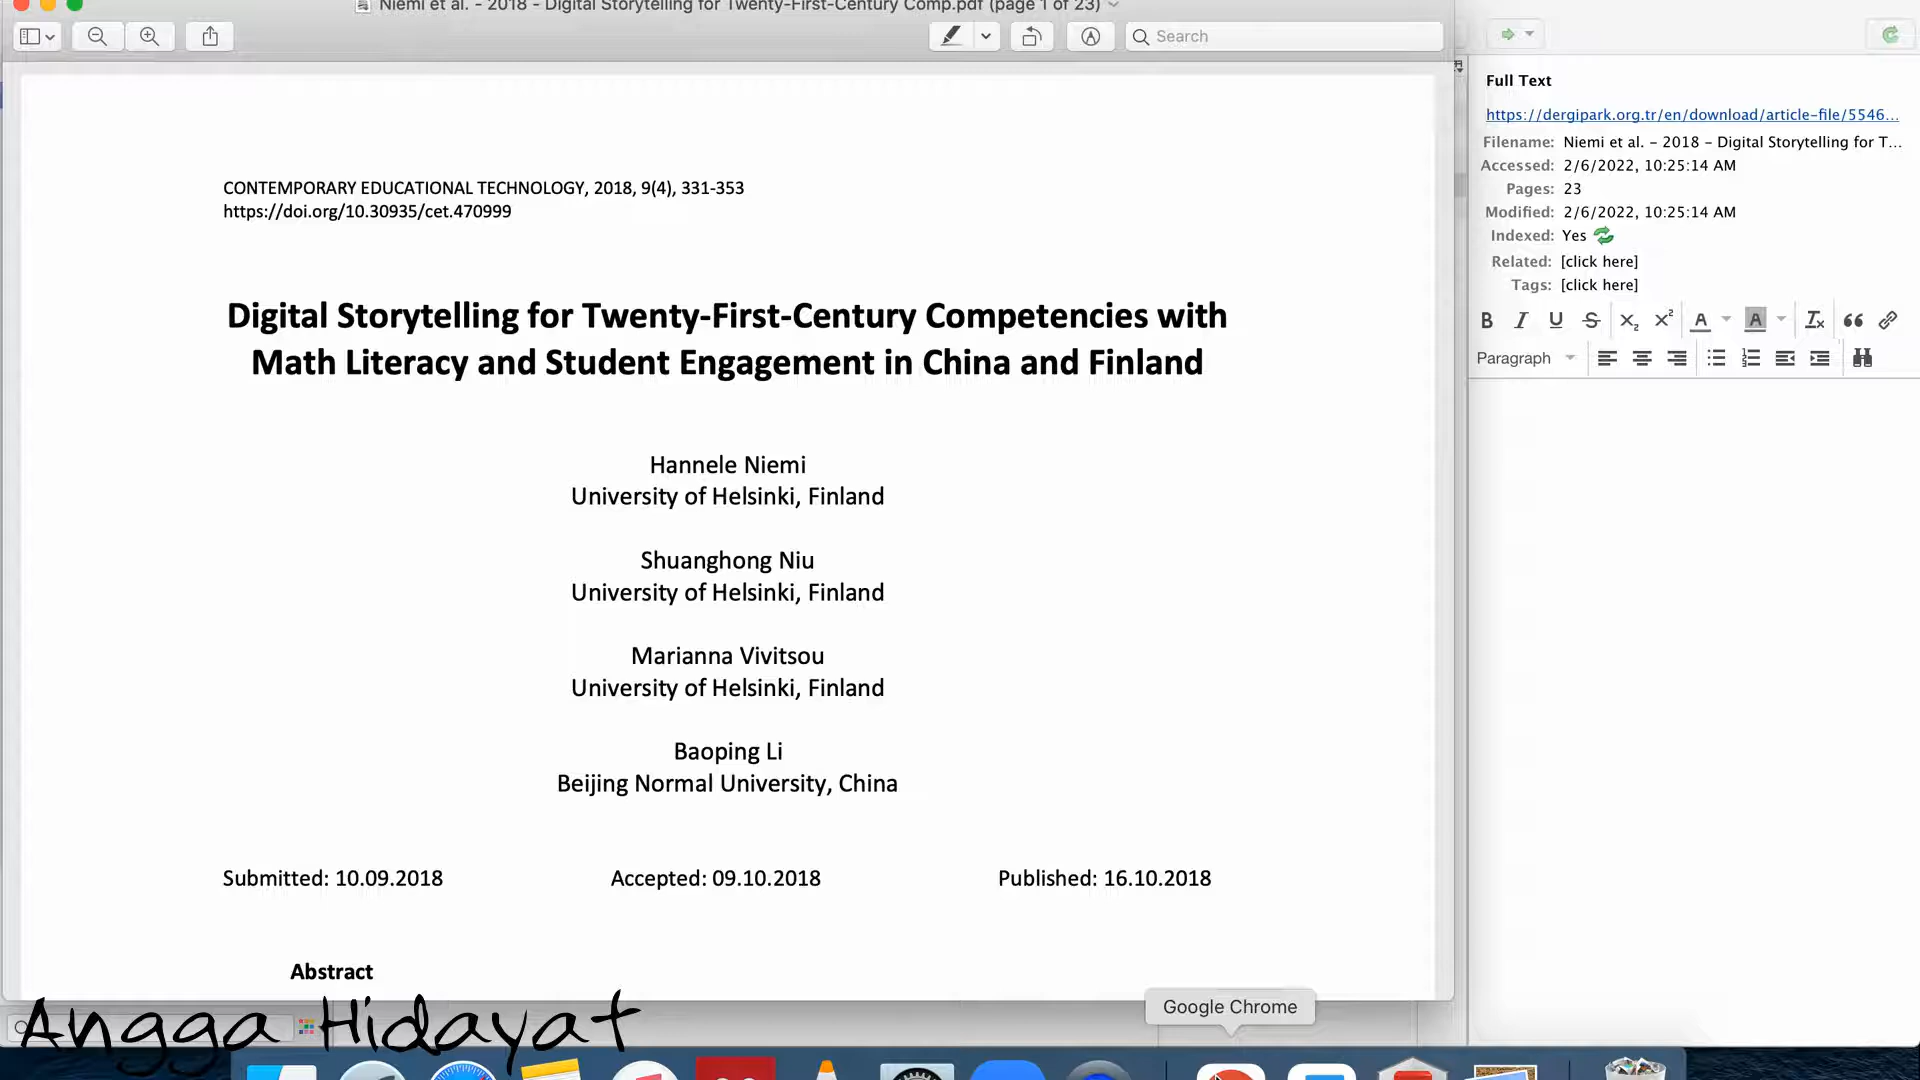 Niemi et al. - 2018 - Digital Storytelling for Twenty-First-Century Comp.pdf (page 1 of 23)
Search
CONTEMPORARY EDUCATIONAL TECHNOLOGY, 2018, 9(4), 331-353
https://doi.org/10.30935/cet.470999
Digital Storytelling for Twenty-First-Century Competencies with
Math Literacy and Student Engagement in China and Finland
Hannele Niemi
University of Helsinki, Finland
Shuanghong Niu
University of Helsinki, Finland
Marianna Vivitsou
University of Helsinki, Finland
Baoping Li
Beijing Normal University, China
Submitted: 10.09.2018 Accepted: 09.10.2018 Published: 16.10.2018
Abstract
Full Text
https://dergipark.org.tr/en/download/article-file/5546...
Filename: Niemi et al. - 2018 - Digital Storytelling for T...
Accessed: 2/6/2022, 10:25:14 AM
Pages: 23
Modified: 2/6/2022, 10:25:14 AM
Indexed: Yes
Related: [click here]
Tags: [click here]
Paragraph
Google Chrome
Angga Hidayat